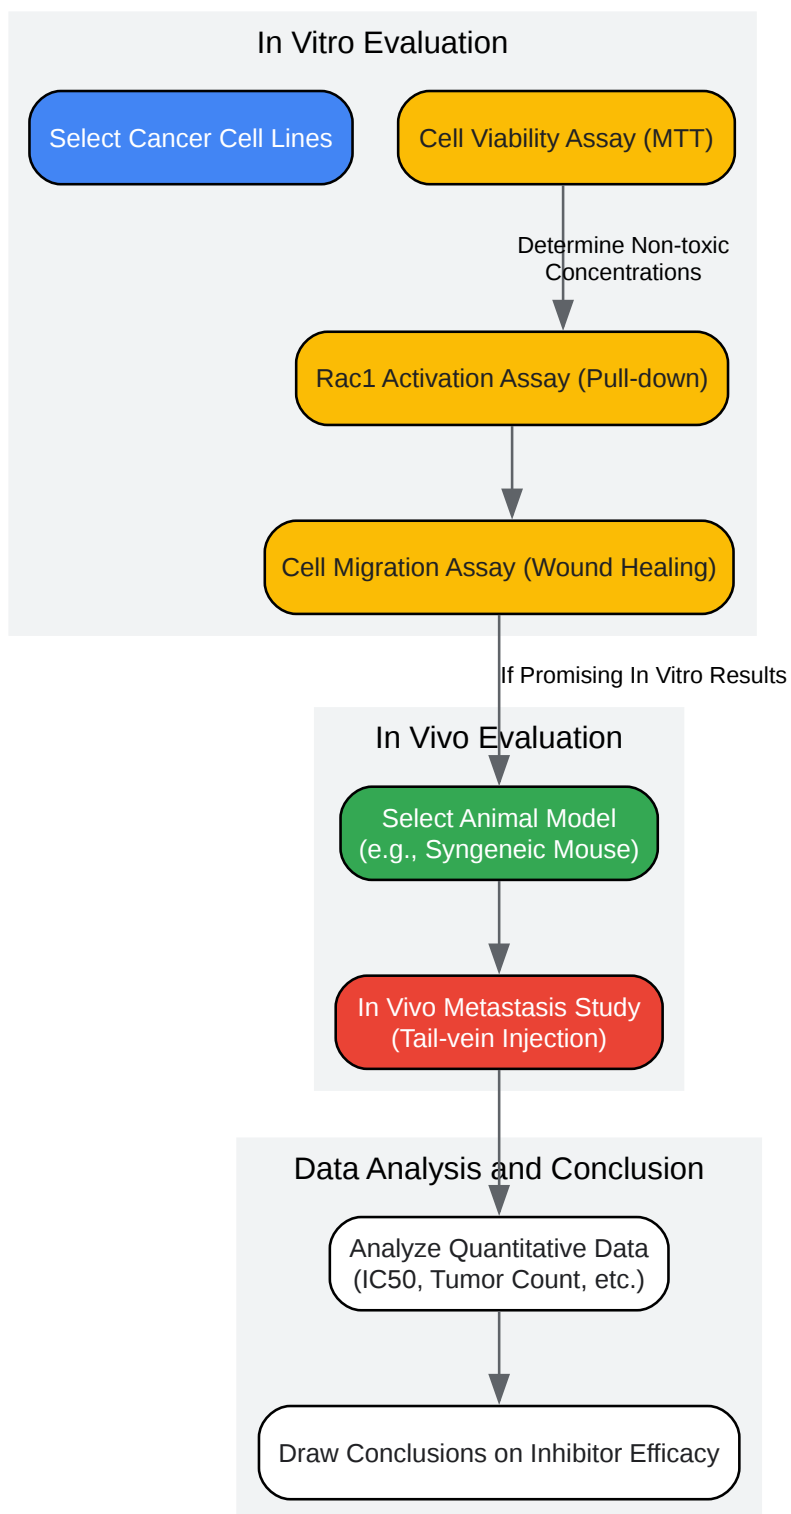 In Vitro Evaluation
Select Cancer Cell Lines
Cell Viability Assay (MTT)
Determine Non-toxic
Concentrations
Rac1 Activation Assay (Pull-down)
Cell Migration Assay (Wound Healing)
If Promising In Vitro Results
In Vivo Evaluation
Select Animal Model
(e.g., Syngeneic Mouse)
In Vivo Metastasis Study
(Tail-vein Injection)
Data Analysis and Conclusion
Analyze Quantitative Data
(IC50, Tumor Count, etc.)
Draw Conclusions on Inhibitor Efficacy